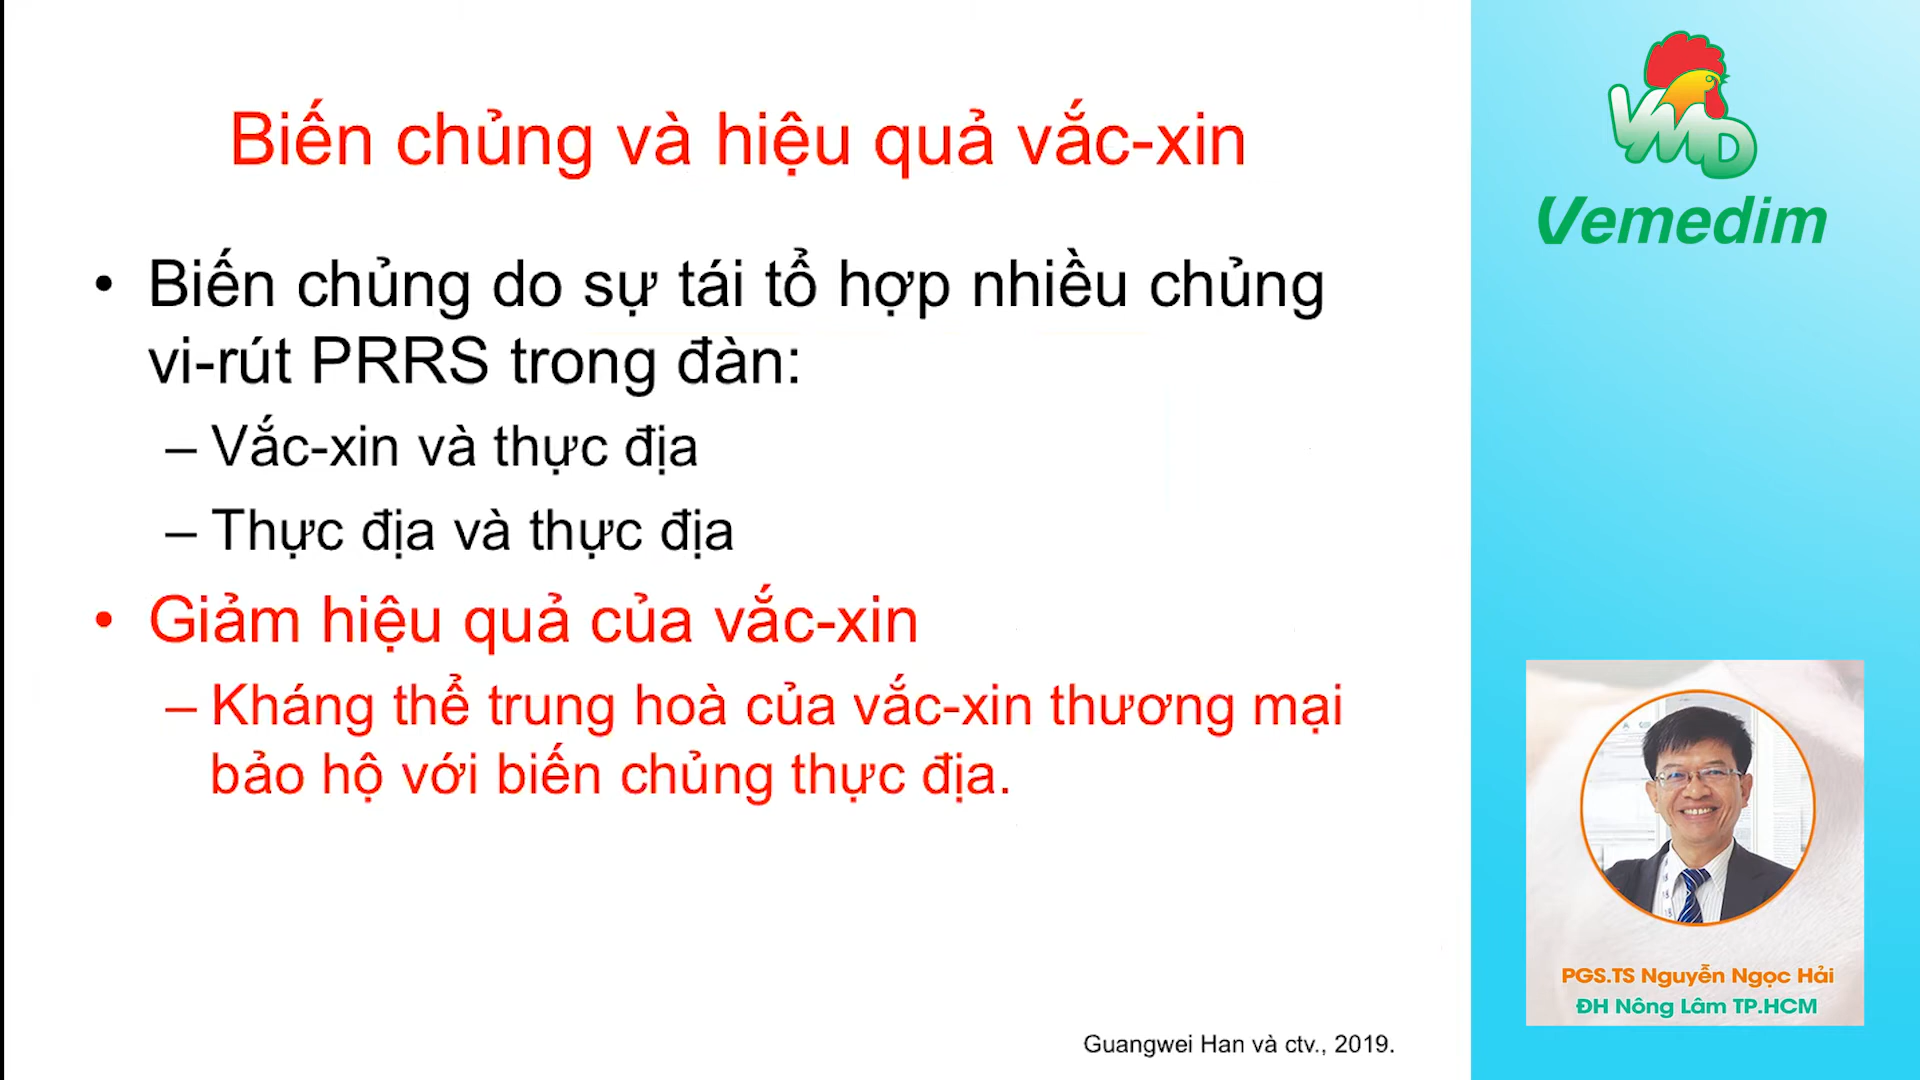 Biến chủng và hiệu quả vắc-xin
• Biến chủng do sự tái tổ hợp nhiều chủng
vi-rút PRRS trong đàn:
– Vắc-xin và thực địa
– Thực địa và thực địa
• Giảm hiệu quả của vắc-xin
– Kháng thể trung hoà của vắc-xin thương mại
bảo hộ với biến chủng thực địa.
Guangwei Han và ctv., 2019.
VMD
Vemedim
PGS.TS Nguyễn Ngọc Hải
ĐH Nông Lâm TP.HCM